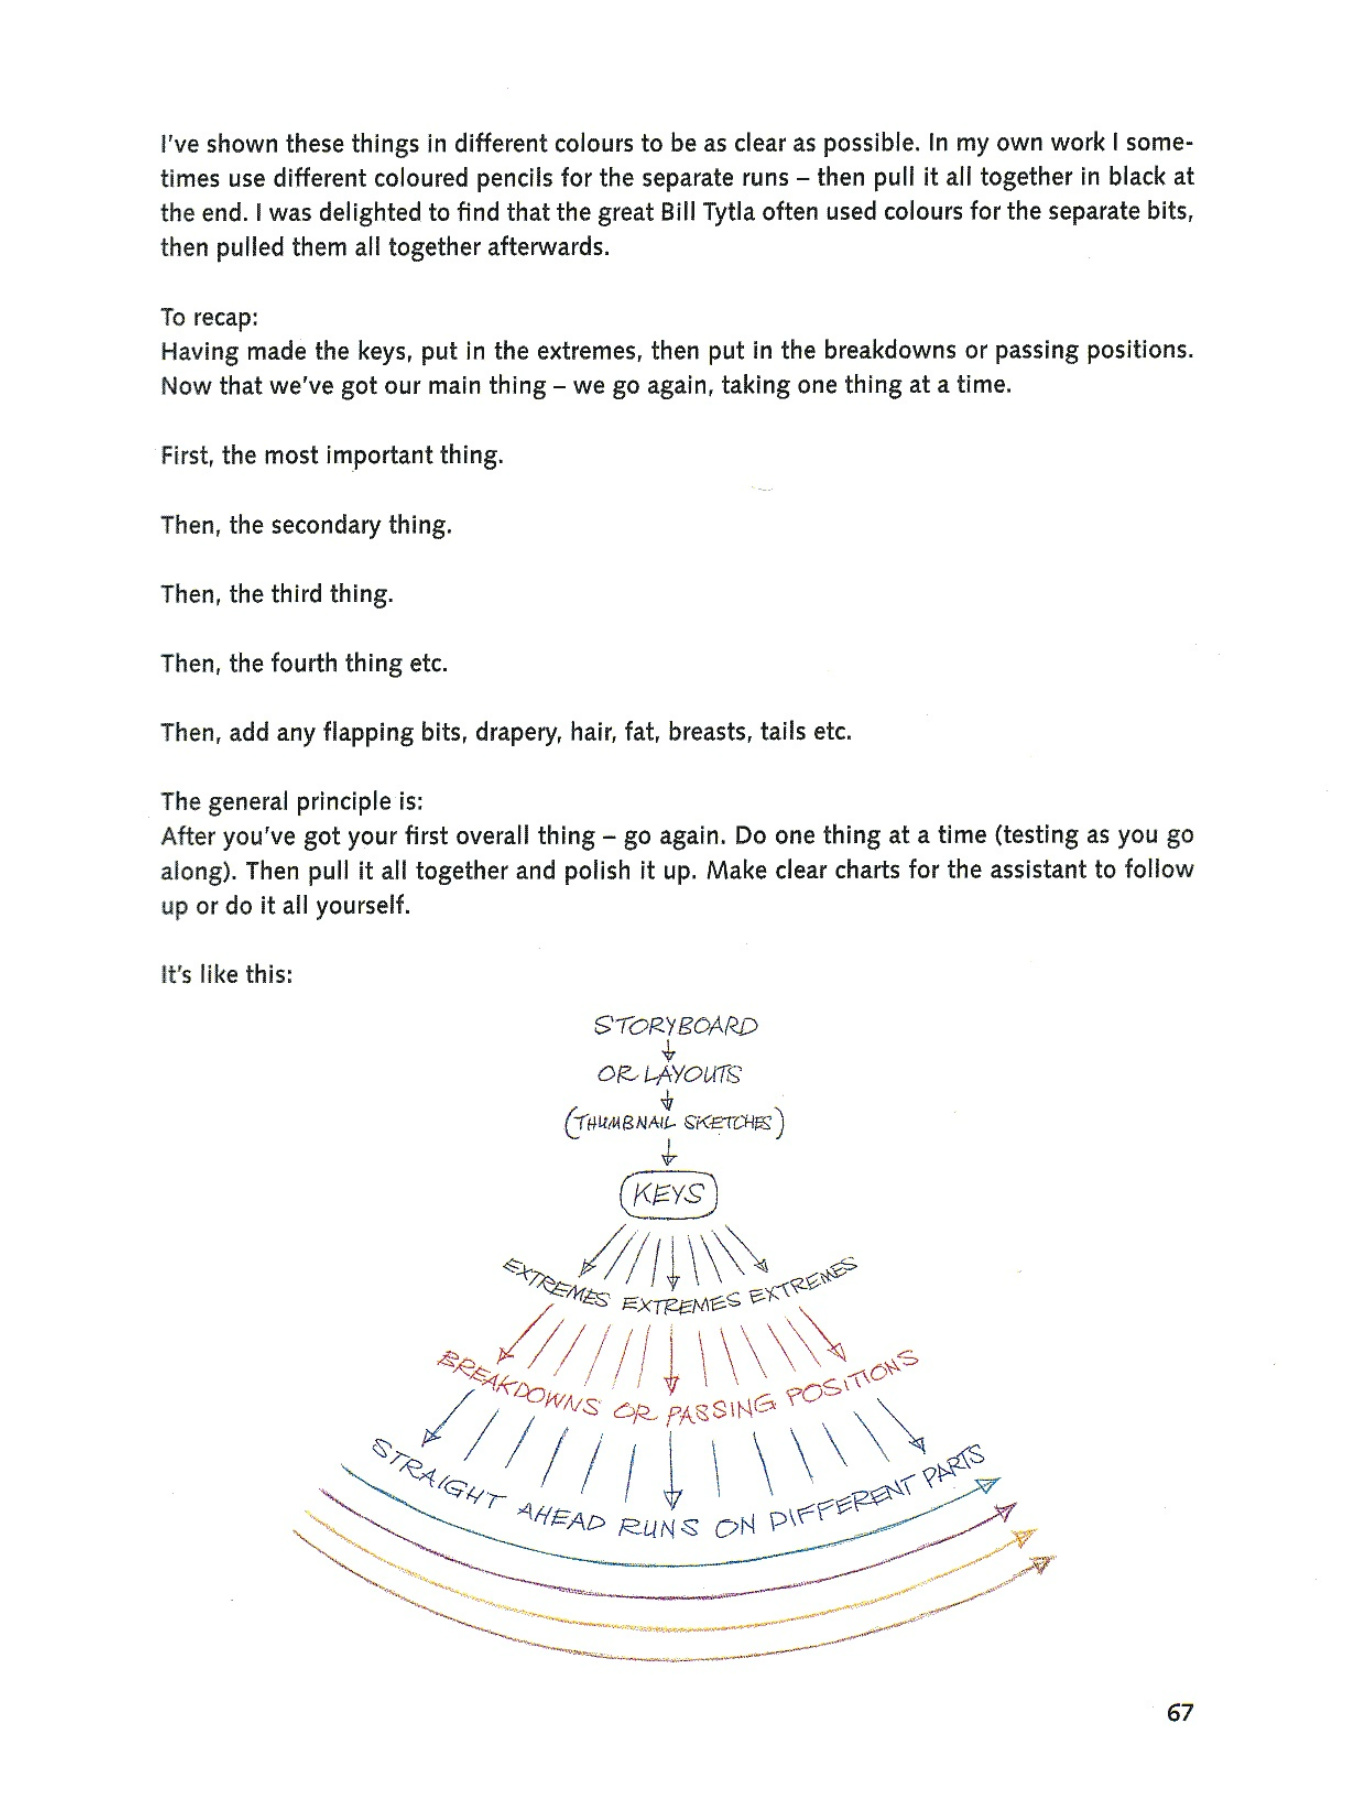 I've shown these things in different colours to be as clear as possible. In my own work I some-
times use different coloured pencils for the separate runs – then pull it all together in black at
the end. I was delighted to find that the great Bill Tytla often used colours for the separate bits,
then pulled them all together afterwards.
To recap:
Having made the keys, put in the extremes, then put in the breakdowns or passing positions.
Now that we've got our main thing – we go again, taking one thing at a time.
First, the most important thing.
Then, the secondary thing.
Then, the third thing.
Then, the fourth thing etc.
Then, add any flapping bits, drapery, hair, fat, breasts, tails etc.
The general principle is:
After you've got your first overall thing – go again. Do one thing at a time (testing as you go
along). Then pull it all together and polish it up. Make clear charts for the assistant to follow
up or do it all yourself.
It's like this:
STORYBOARD
OR LAYOUTS
(THUMBNAIL SKETCHES)
KEYS
EXTREMES EXTREMES EXTREMES
BREAKDOWNS OR PASSING POSITIONS
STRAIGHT AHEAD RUNS ON DIFFERENT PARTS
67